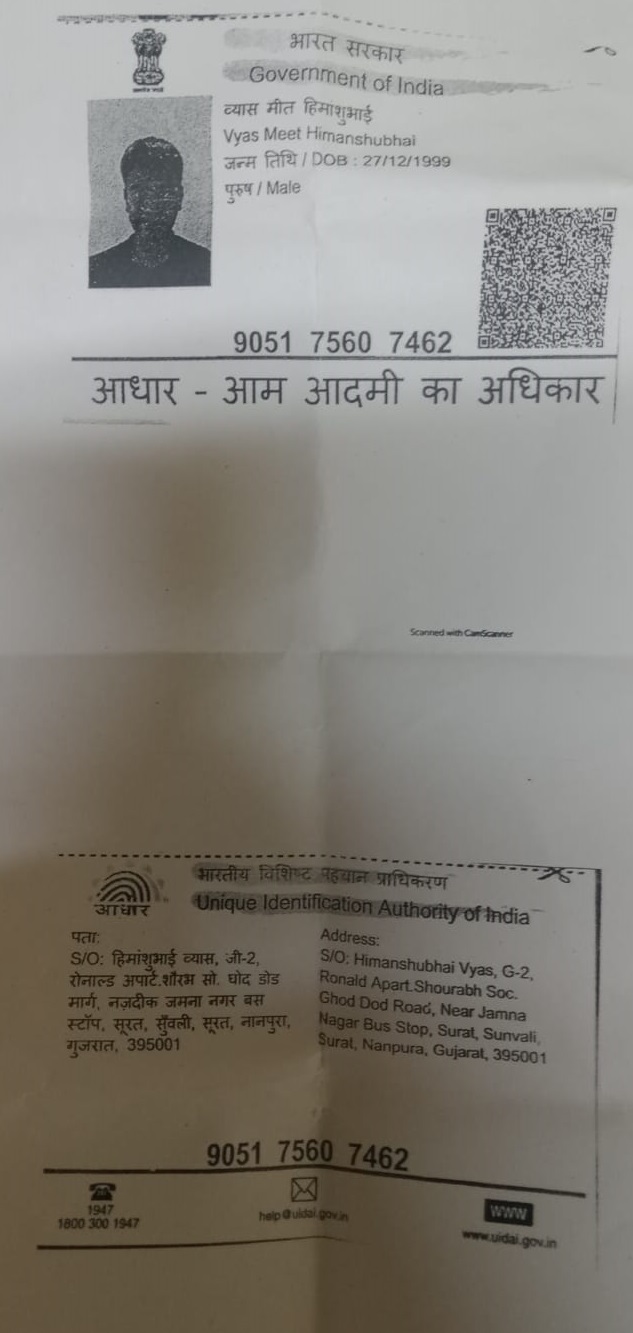 भारत सरकार
Government of India
व्यास मीत हिमांशुभाई
Vyas Meet Himanshubhai
जन्म तिथि / DOB : 27/12/1999
पुरुष / Male
9051 7560 7462
आधार - आम आदमी का अधिकार
Scanned with CamScanner
भारतीय विशिष्ट पहचान प्राधिकरण
Unique Identification Authority of India
आधार
पता:
S/O: हिमांशुभाई व्यास, जी-2,
रोनाल्ड अपार्ट.शौरभ सो. घोद डोड
मार्ग, नज़दीक जमना नगर बस
स्टॉप, सूरत, सुँवली, सूरत, नानपुरा,
गुजरात, 395001
Address:
S/O: Himanshubhai Vyas, G-2,
Ronald Apart.Shourabh Soc.
Ghod Dod Road, Near Jamna
Nagar Bus Stop, Surat, Sunvali,
Surat, Nanpura, Gujarat, 395001
9051 7560 7462
1947
1800 300 1947
help@uidai.gov.in
www
www.uidai.gov.in